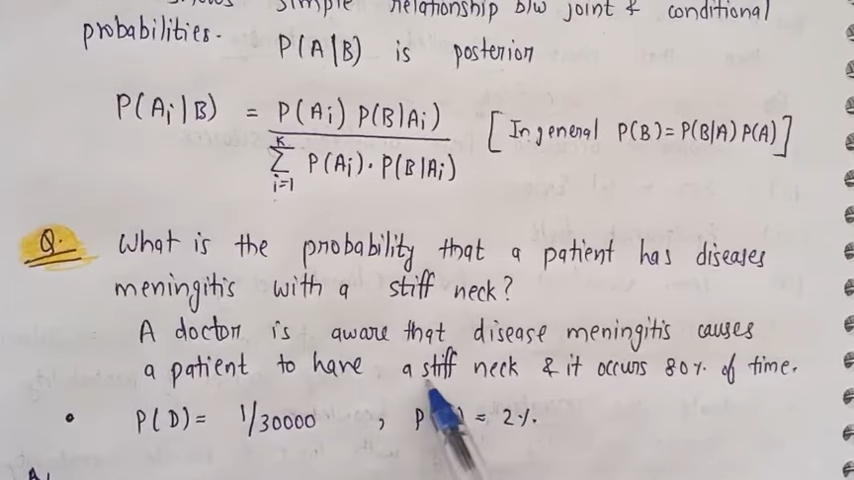 simple relationship b/w joint & conditional
probabilities.
P(A|B) is posterior
P(Ai|B) = P(Ai) P(B|Ai) [In general P(B)=P(B|A) P(A)]
K
Σ P(Ai). P(B|Ai)
i=1
Q. What is the probability that a patient has diseases
meningitis with a stiff neck?
A doctor is aware that disease meningitis causes
a patient to have a stiff neck & it occurs 80% of time.
• P(D) = 1/30000 , P( ) = 2%.